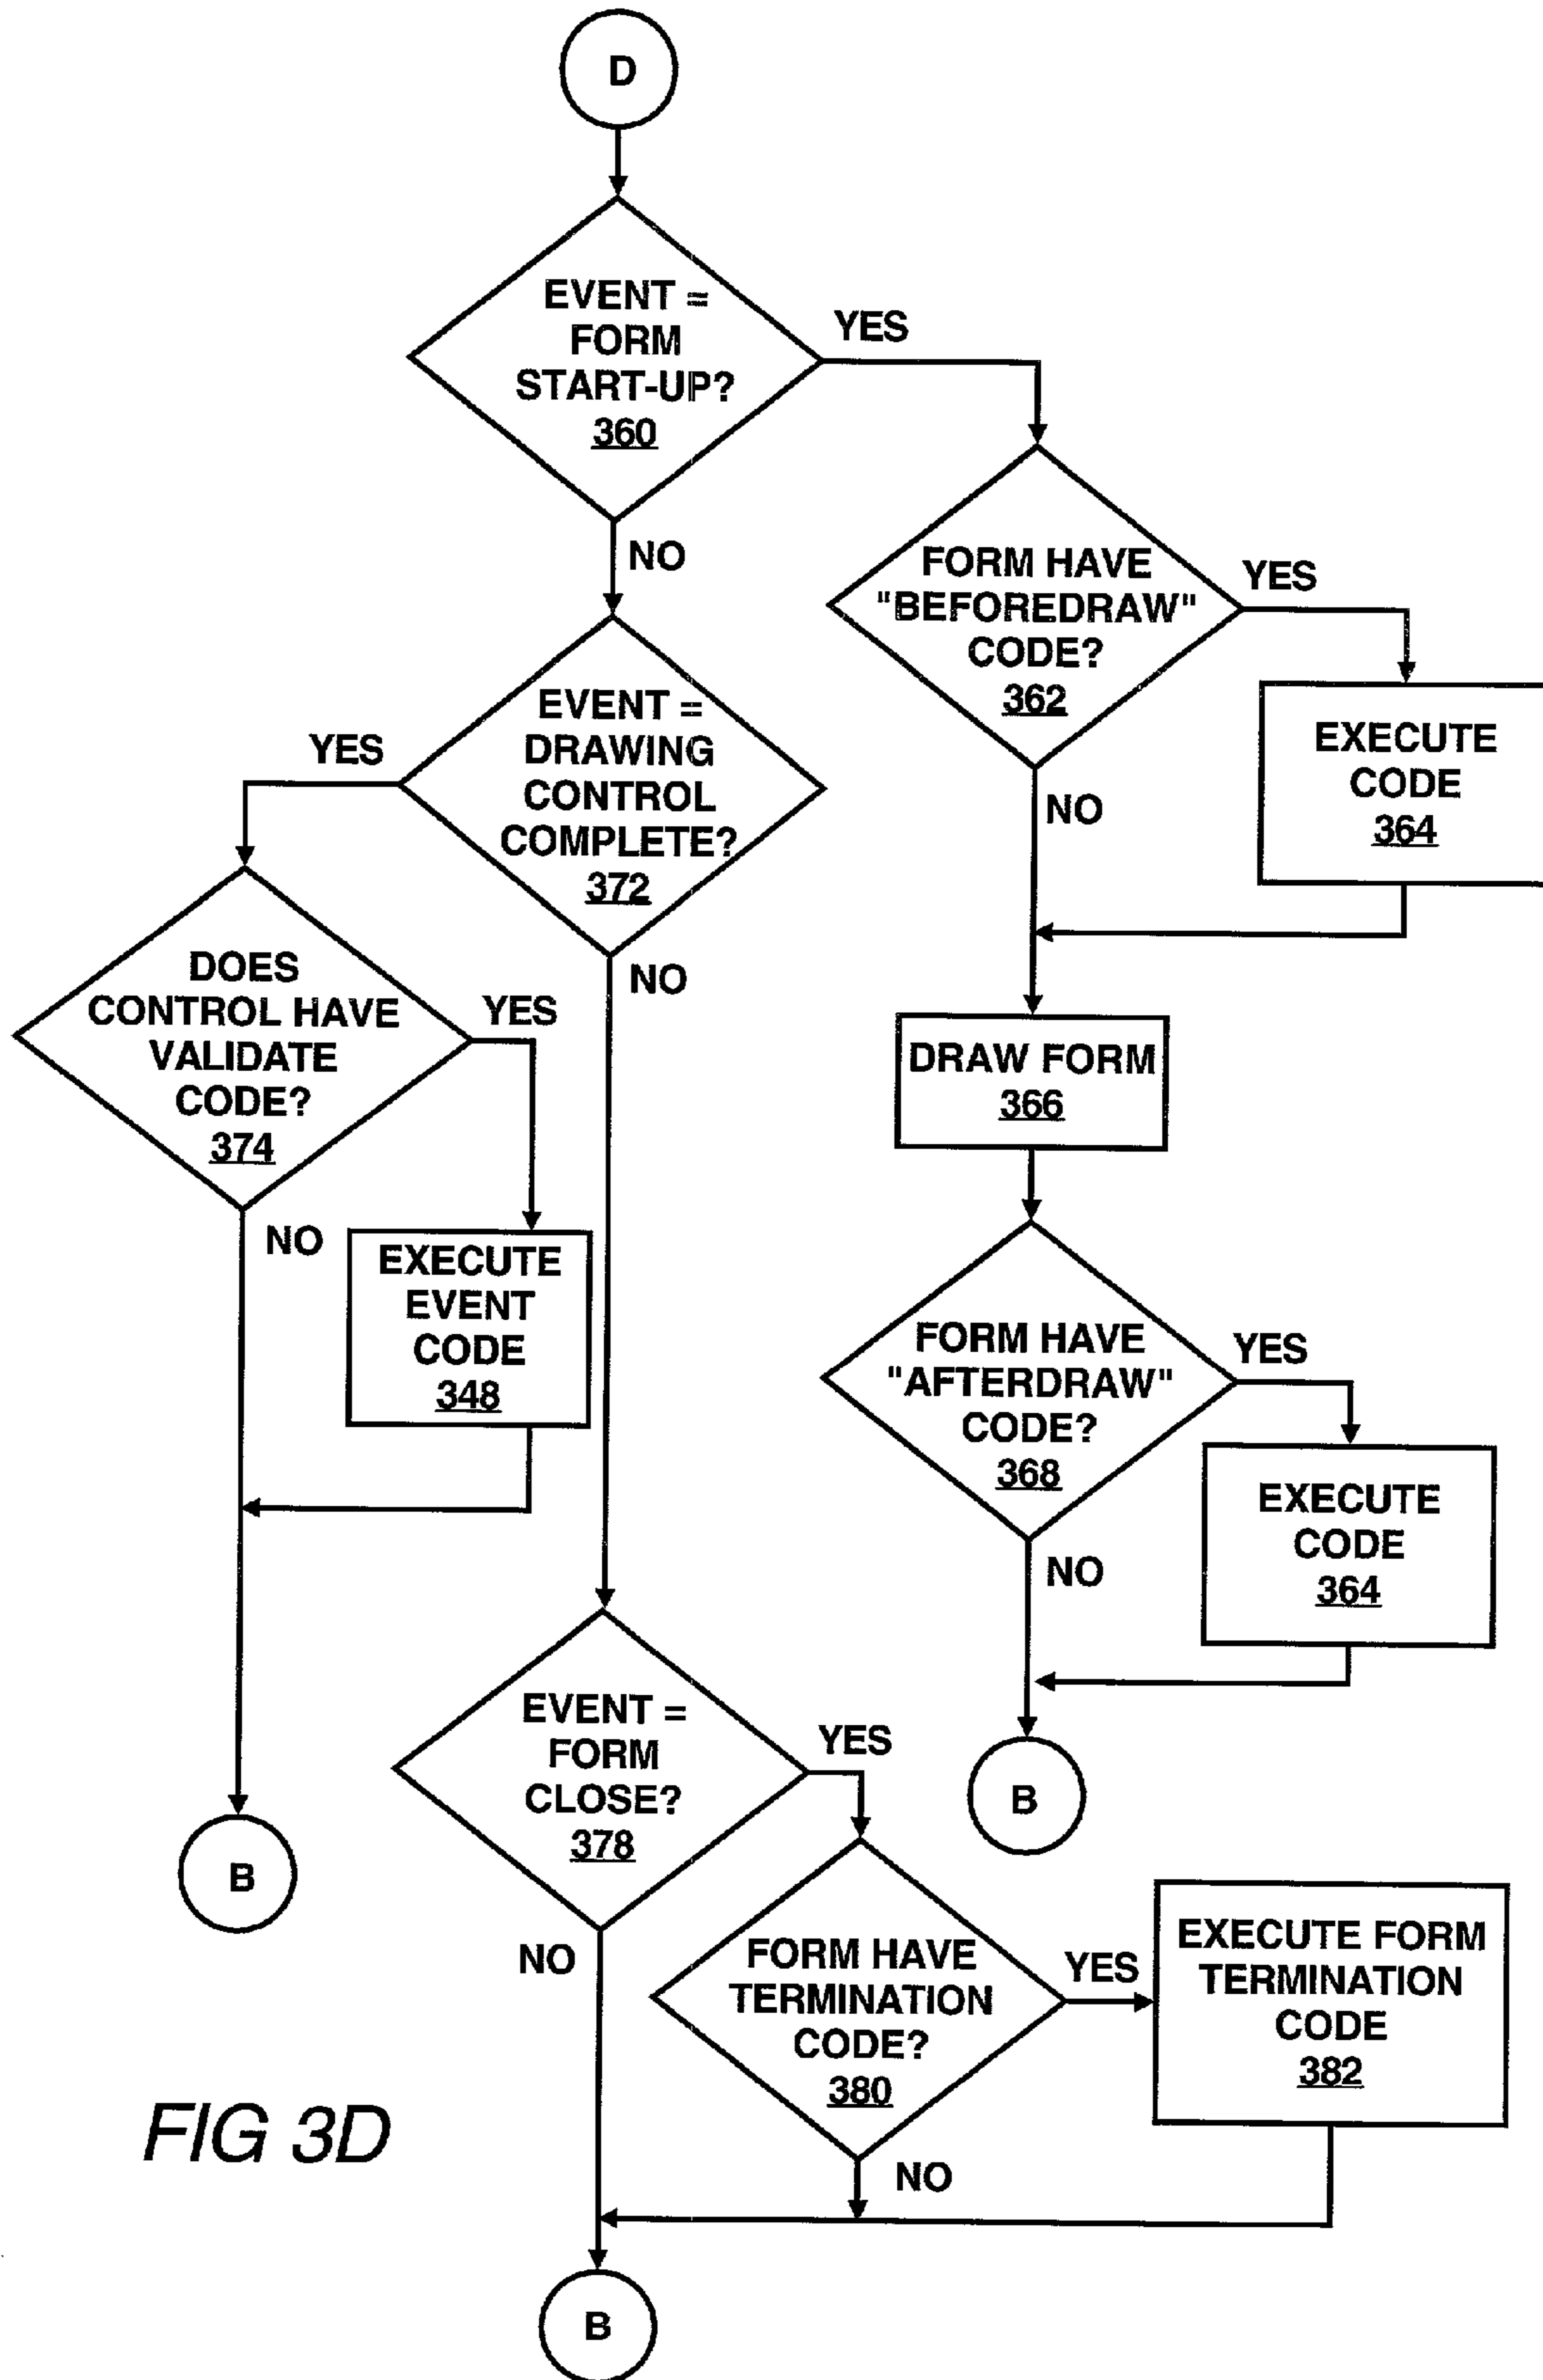 D
EVENT =
FORM
START-UP?
360
YES
NO
FORM HAVE
"BEFOREDRAW"
CODE?
362
YES
NO
EXECUTE
CODE
364
EVENT =
DRAWING
CONTROL
COMPLETE?
372
YES
NO
DOES
CONTROL HAVE
VALIDATE
CODE?
374
YES
NO
EXECUTE
EVENT
CODE
348
DRAW FORM
366
FORM HAVE
"AFTERDRAW"
CODE?
368
YES
NO
EXECUTE
CODE
364
B
B
EVENT =
FORM
CLOSE?
378
YES
NO
FORM HAVE
TERMINATION
CODE?
380
YES
NO
EXECUTE FORM
TERMINATION
CODE
382
B
FIG 3D